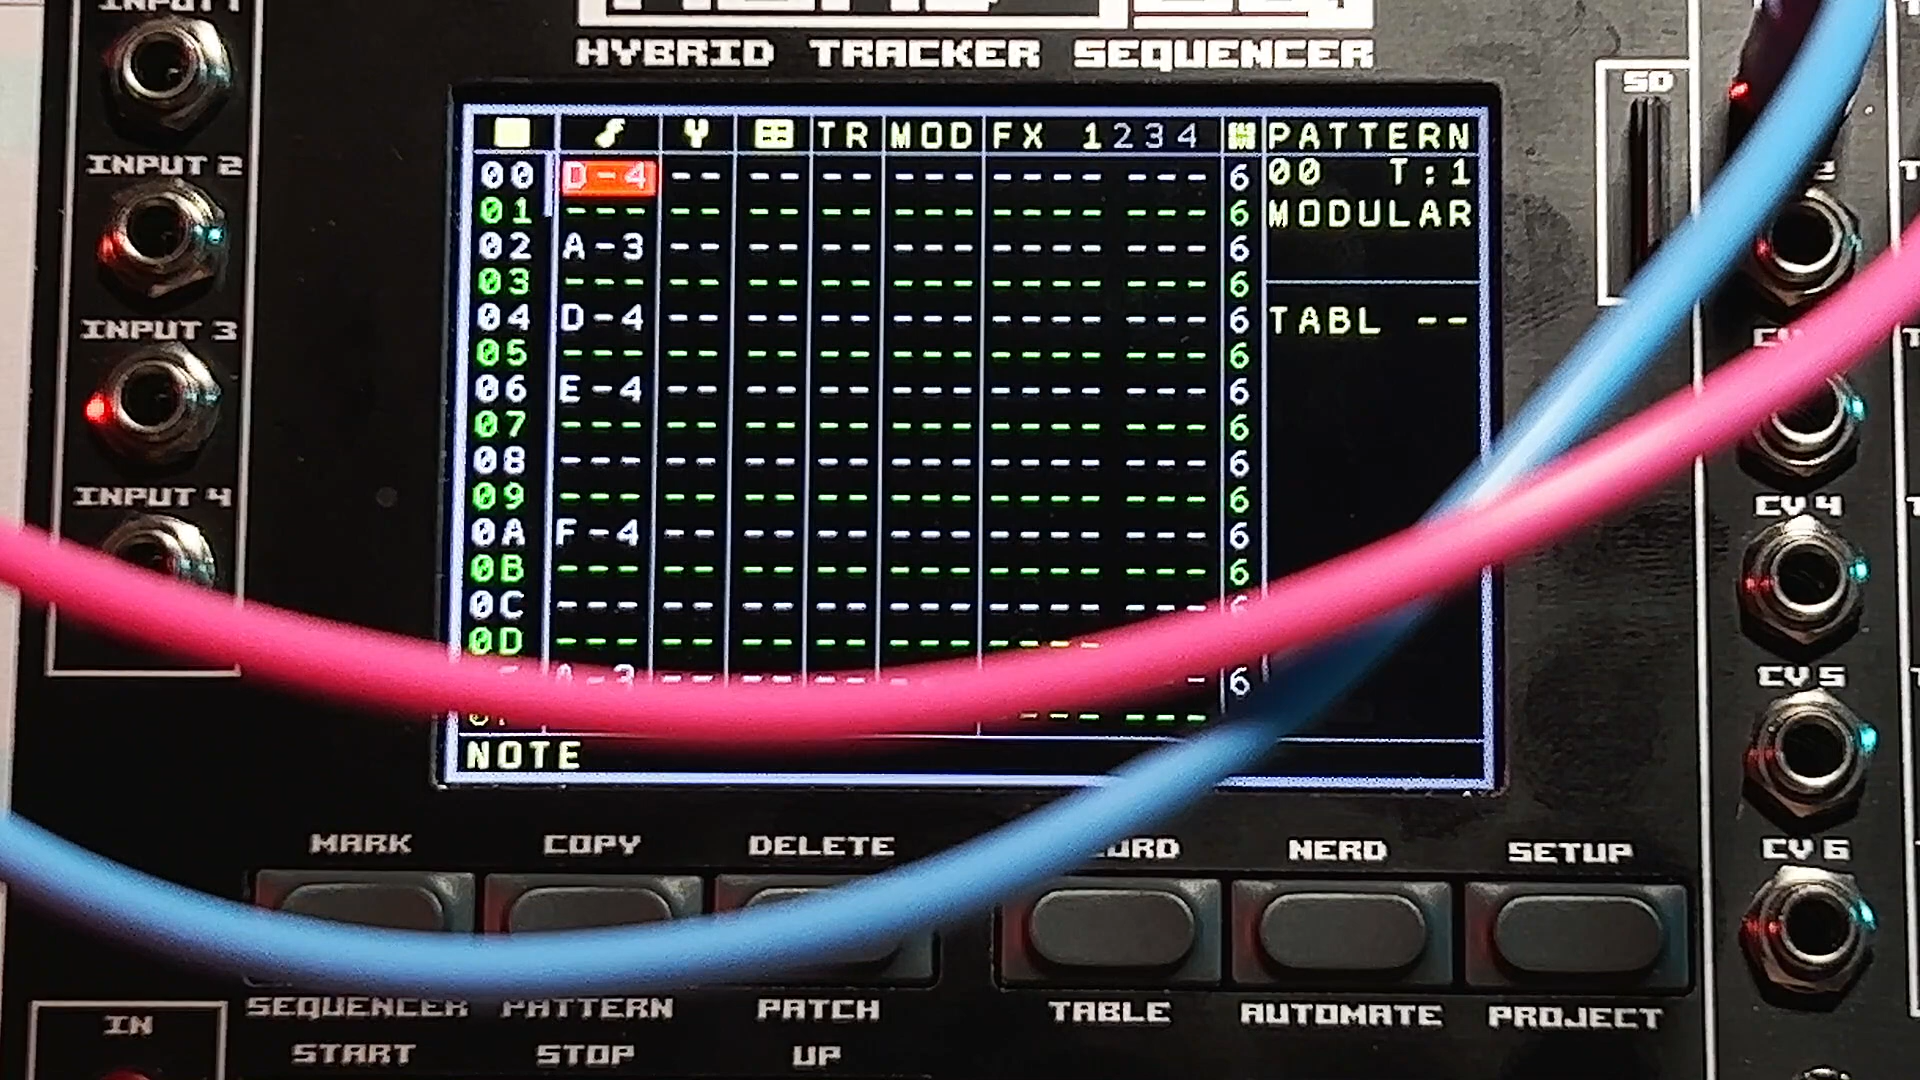 INPUT 1
HYBRID TRACKER SEQUENCER
SD
INPUT 2
INPUT 3
INPUT 4
TR MOD FX 1234 PATTERN
00 D-4 -- -- -- --- ---- --- 6 00 T:1
01 --- -- -- -- --- ---- --- 6 MODULAR
02 A-3 -- -- -- --- ---- --- 6
03 --- -- -- -- --- ---- --- 6
04 D-4 -- -- -- --- ---- --- 6 TABL --
05 --- -- -- -- --- ---- --- 6
06 E-4 -- -- -- --- ---- --- 6
07 --- -- -- -- --- ---- --- 6
08 --- -- -- -- --- ---- --- 6
09 --- -- -- -- --- ---- --- 6
0A F-4 -- -- -- --- ---- --- 6
0B --- -- -- -- --- ---- --- 6
0C --- -- -- -- --- ---- --- 6
0D --- -- -- -- --- ----
A-3 -- -- -- 6
NOTE
CV 4
CV 5
CV 6
MARK COPY DELETE NERD SETUP
SEQUENCER PATTERN PATCH TABLE AUTOMATE PROJECT
IN START STOP UP